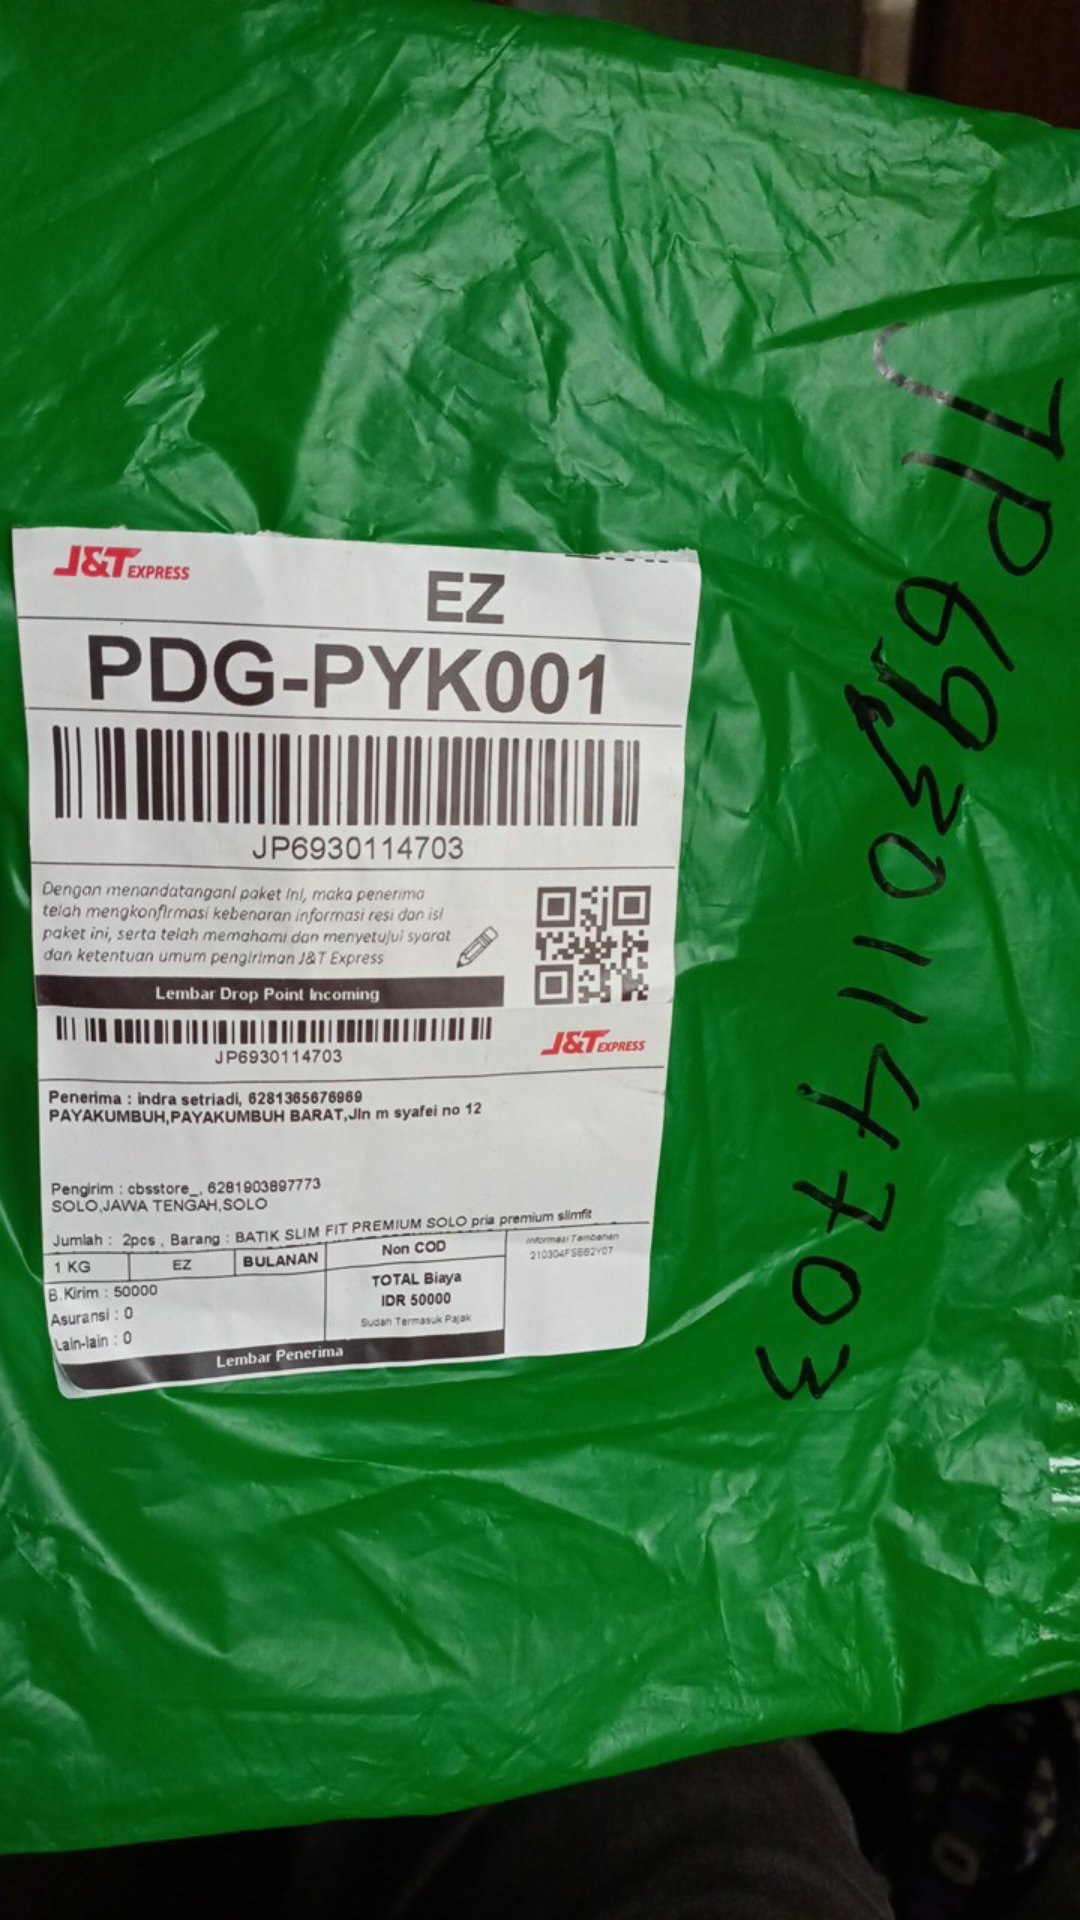 J&T EXPRESS
EZ
PDG-PYK001
JP6930114703
Dengan menandatangani paket ini, maka penerima
telah mengkonfirmasi kebenaran informasi resi dan isi
paket ini, serta telah memahami dan menyetujui syarat
dan ketentuan umum pengiriman J&T Express
Lembar Drop Point Incoming
JP6930114703
J&T EXPRESS
Penerima : indra setriadi, 6281365676969
PAYAKUMBUH,PAYAKUMBUH BARAT,Jln m syafei no 12
Pengirim : cbsstore_, 6281903897773
SOLO,JAWA TENGAH,SOLO
Jumlah : 2pcs , Barang : BATIK SLIM FIT PREMIUM SOLO pria premium slimfit
1 KG EZ BULANAN Non COD
Informasi Tambahan
210304FS6B2Y07
B.Kirim : 50000
Asuransi : 0
Lain-lain : 0
TOTAL Biaya
IDR 50000
Sudah Termasuk Pajak
Lembar Penerima
JP6930114703